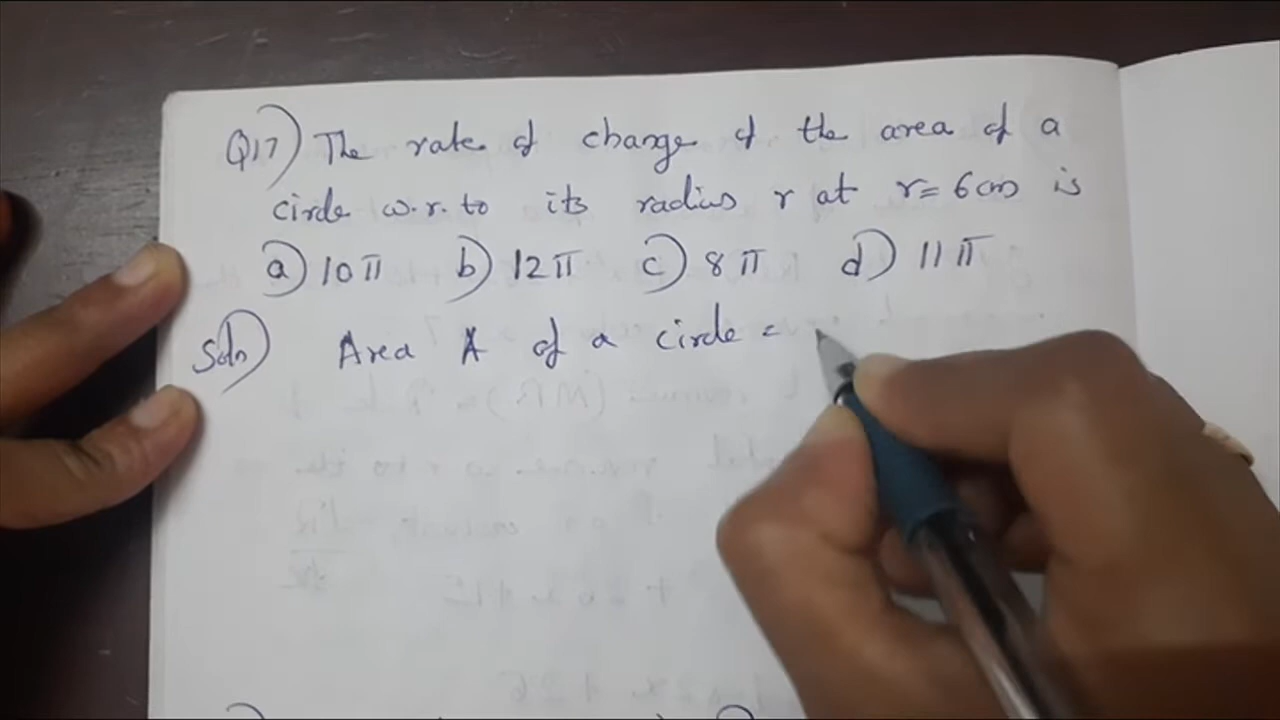 Q17) The rate of change of the area of a
circle w.r.to its radius r at r=6cm is
a) 10π b) 12π c) 8π d) 11π
Soln) Area A of a circle =